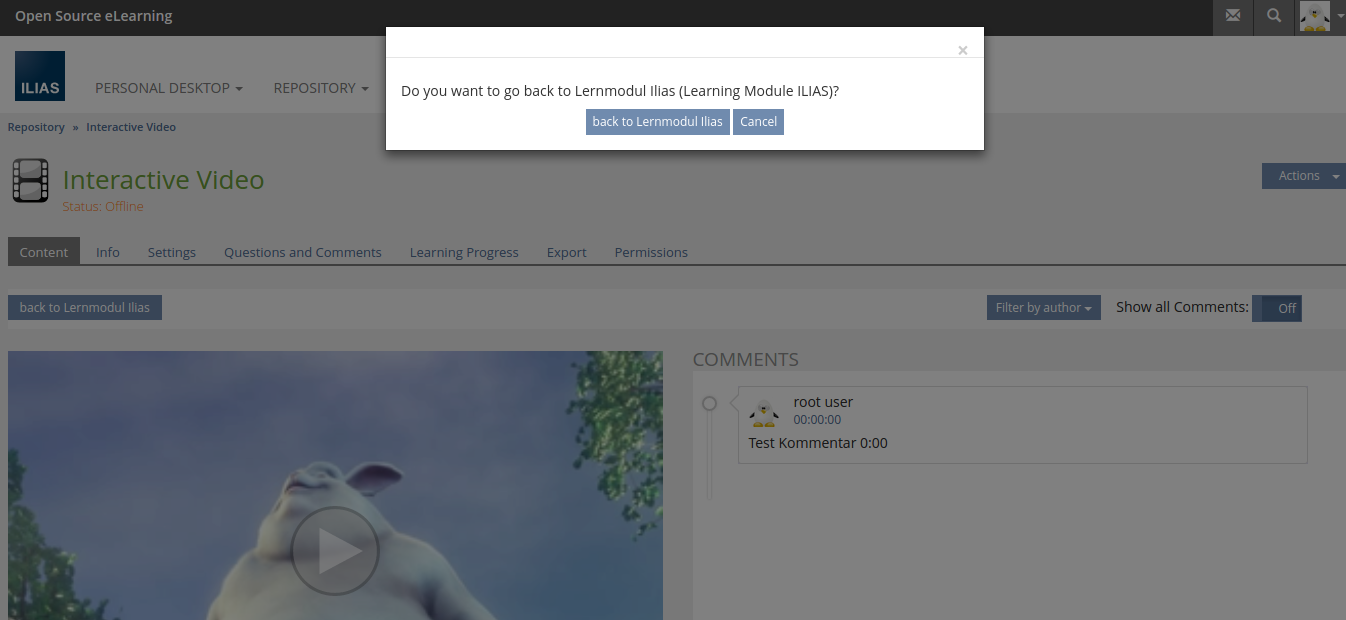 Open Source eLearning
×
Do you want to go back to Lernmodul Ilias (Learning Module ILIAS)?
back to Lernmodul Ilias Cancel
ILIAS
PERSONAL DESKTOP REPOSITORY
Repository » Interactive Video
Interactive Video
Status: Offline
Actions
Content Info Settings Questions and Comments Learning Progress Export Permissions
back to Lernmodul Ilias Filter by author Show all Comments: Off
COMMENTS
root user
00:00:00
Test Kommentar 0:00